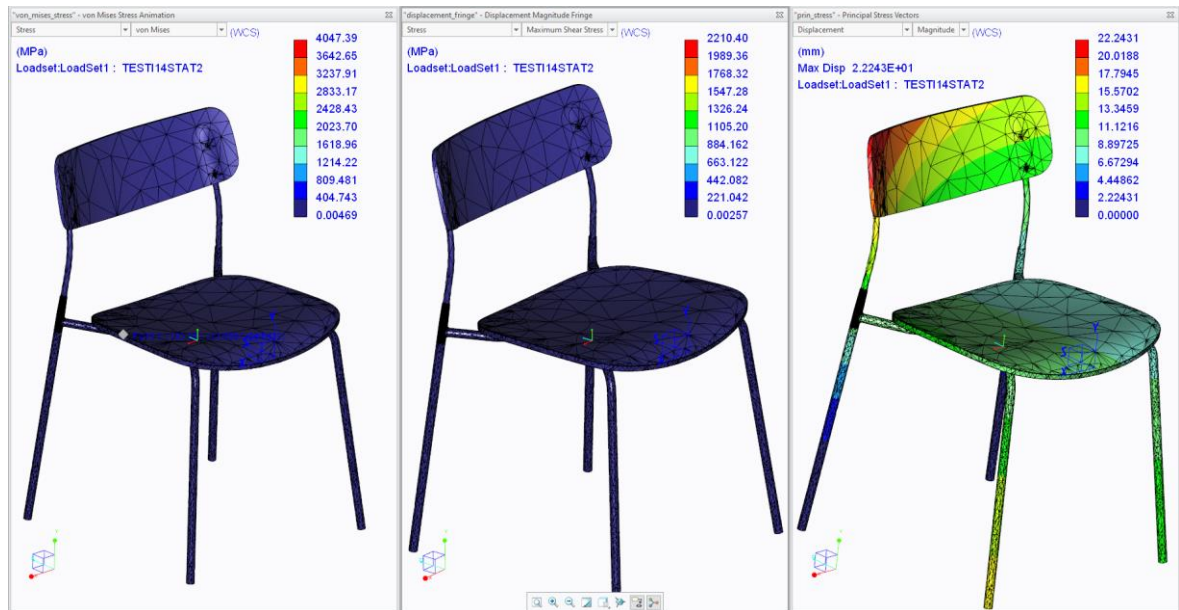 "von_mises_stress" - von Mises Stress Animation
Stress von Mises (WCS)
(MPa)
Loadset:LoadSet1 : TESTI14STAT2
4047.39
3642.65
3237.91
2833.17
2428.43
2023.70
1618.96
1214.22
809.481
404.743
0.00469
"displacement_fringe" - Displacement Magnitude Fringe
Stress Maximum Shear Stress (WCS)
(MPa)
Loadset:LoadSet1 : TESTI14STAT2
2210.40
1989.36
1768.32
1547.28
1326.24
1105.20
884.162
663.122
442.082
221.042
0.00257
"prin_stress" - Principal Stress Vectors
Displacement Magnitude (WCS)
(mm)
Max Disp 2.2243E+01
Loadset:LoadSet1 : TESTI14STAT2
22.2431
20.0188
17.7945
15.5702
13.3459
11.1216
8.89725
6.67294
4.44862
2.22431
0.00000